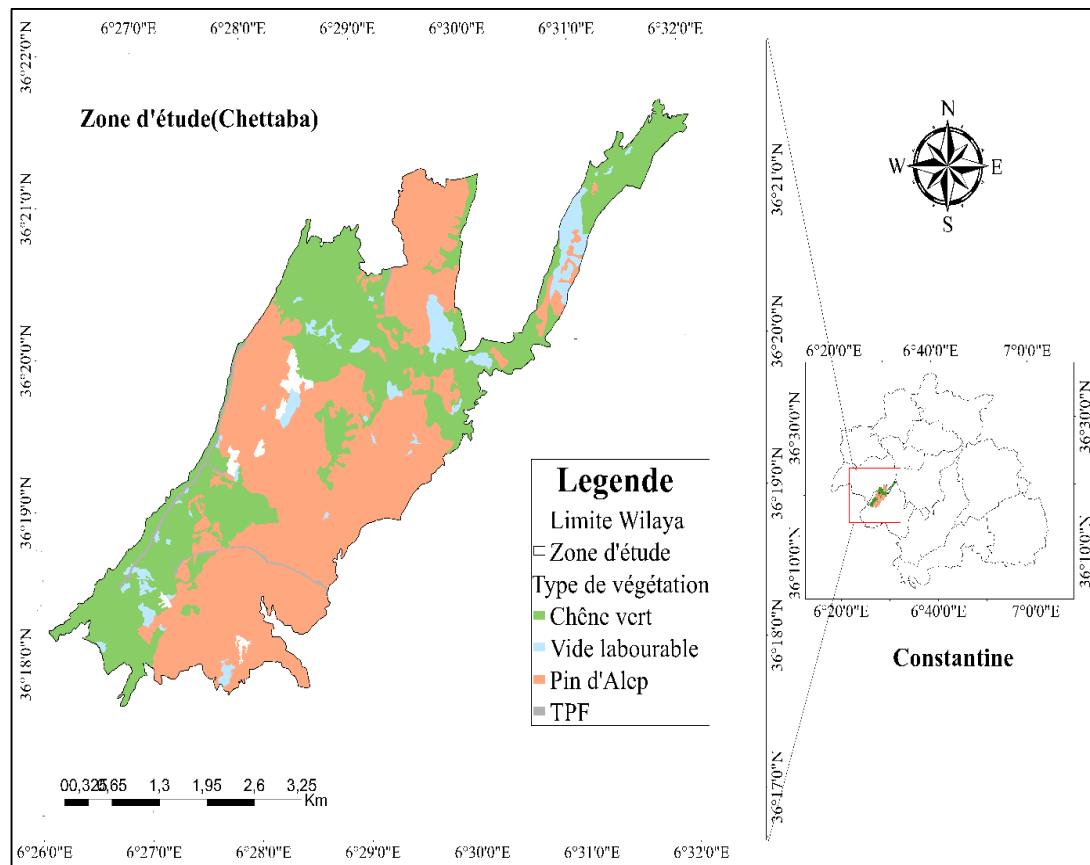 6°27'0"E 6°28'0"E 6°29'0"E 6°30'0"E 6°31'0"E 6°32'0"E
36°22'0"N
36°21'0"N
36°20'0"N
36°19'0"N
36°18'0"N
Zone d'étude(Chettaba)
Legende
Limite Wilaya
Zone d'étude
Type de végétation
Chêne vert
Vide labourable
Pin d'Alep
TPF
1,3 1,95 2,6 3,25
Km
6°26'0"E 6°27'0"E 6°28'0"E 6°29'0"E 6°30'0"E 6°31'0"E 6°32'0"E
36°21'0"N
36°20'0"N
36°19'0"N
36°18'0"N
36°17'0"N
N
W E
S
6°20'0"E 6°40'0"E 7°0'0"E
36°30'0"N
36°10'0"N
36°30'0"N
36°10'0"N
6°20'0"E 6°40'0"E 7°0'0"E
Constantine